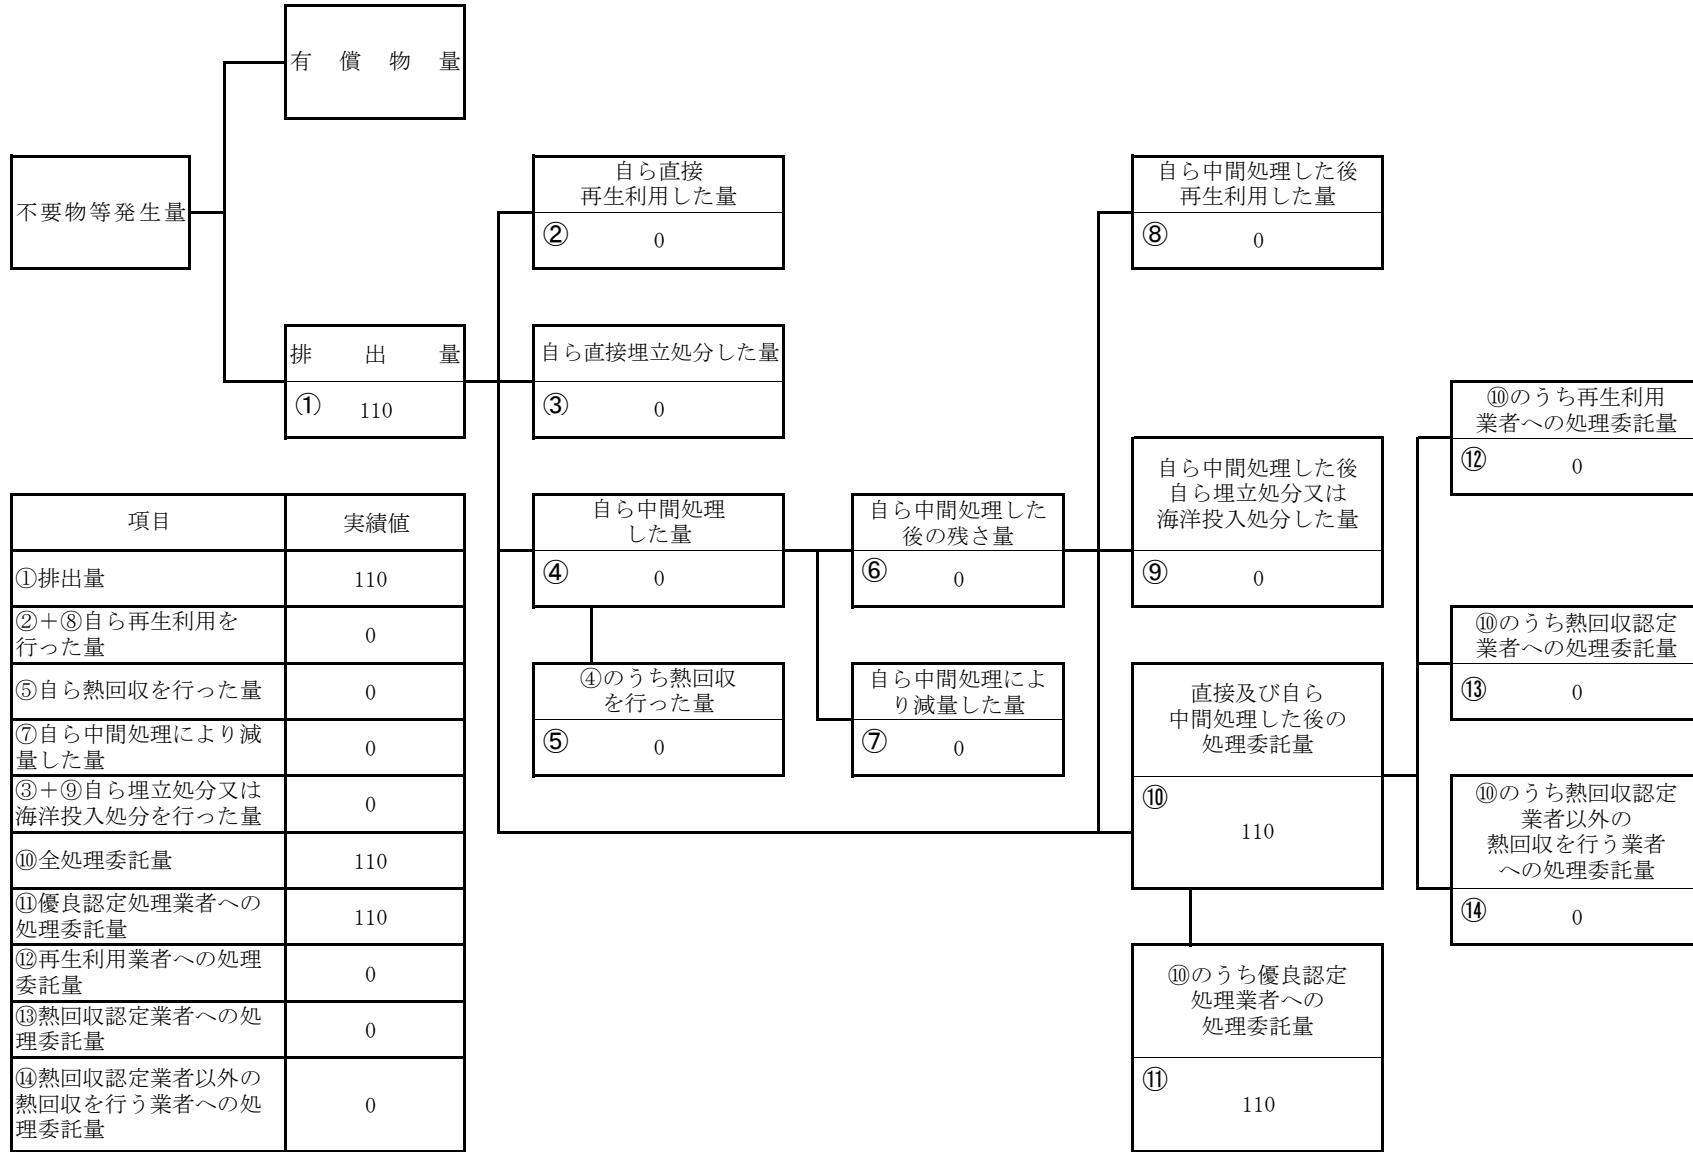 有償物量
不要物等発生量
自ら直接
再生利用した量
② 0
自ら中間処理した後
再生利用した量
⑧ 0
排出量
① 110
自ら直接埋立処分した量
③ 0
⑩のうち再生利用
業者への処理委託量
⑫ 0
自ら中間処理した後
自ら埋立処分又は
海洋投入処分した量
⑨ 0
自ら中間処理
した量
④ 0
自ら中間処理した
後の残さ量
⑥ 0
⑩のうち熱回収認定
業者への処理委託量
⑬ 0
④のうち熱回収
を行った量
⑤ 0
自ら中間処理によ
り減量した量
⑦ 0
直接及び自ら
中間処理した後の
処理委託量
⑩
110
⑩のうち熱回収認定
業者以外の
熱回収を行う業者
への処理委託量
⑭ 0
⑩のうち優良認定
処理業者への
処理委託量
⑪
110
項目 実績値
①排出量 110
②＋⑧自ら再生利用を
行った量 0
⑤自ら熱回収を行った量 0
⑦自ら中間処理により減
量した量 0
③＋⑨自ら埋立処分又は
海洋投入処分を行った量 0
⑩全処理委託量 110
⑪優良認定処理業者への
処理委託量 110
⑫再生利用業者への処理
委託量 0
⑬熱回収認定業者への処
理委託量 0
⑭熱回収認定業者以外の
熱回収を行う業者への処
理委託量 0